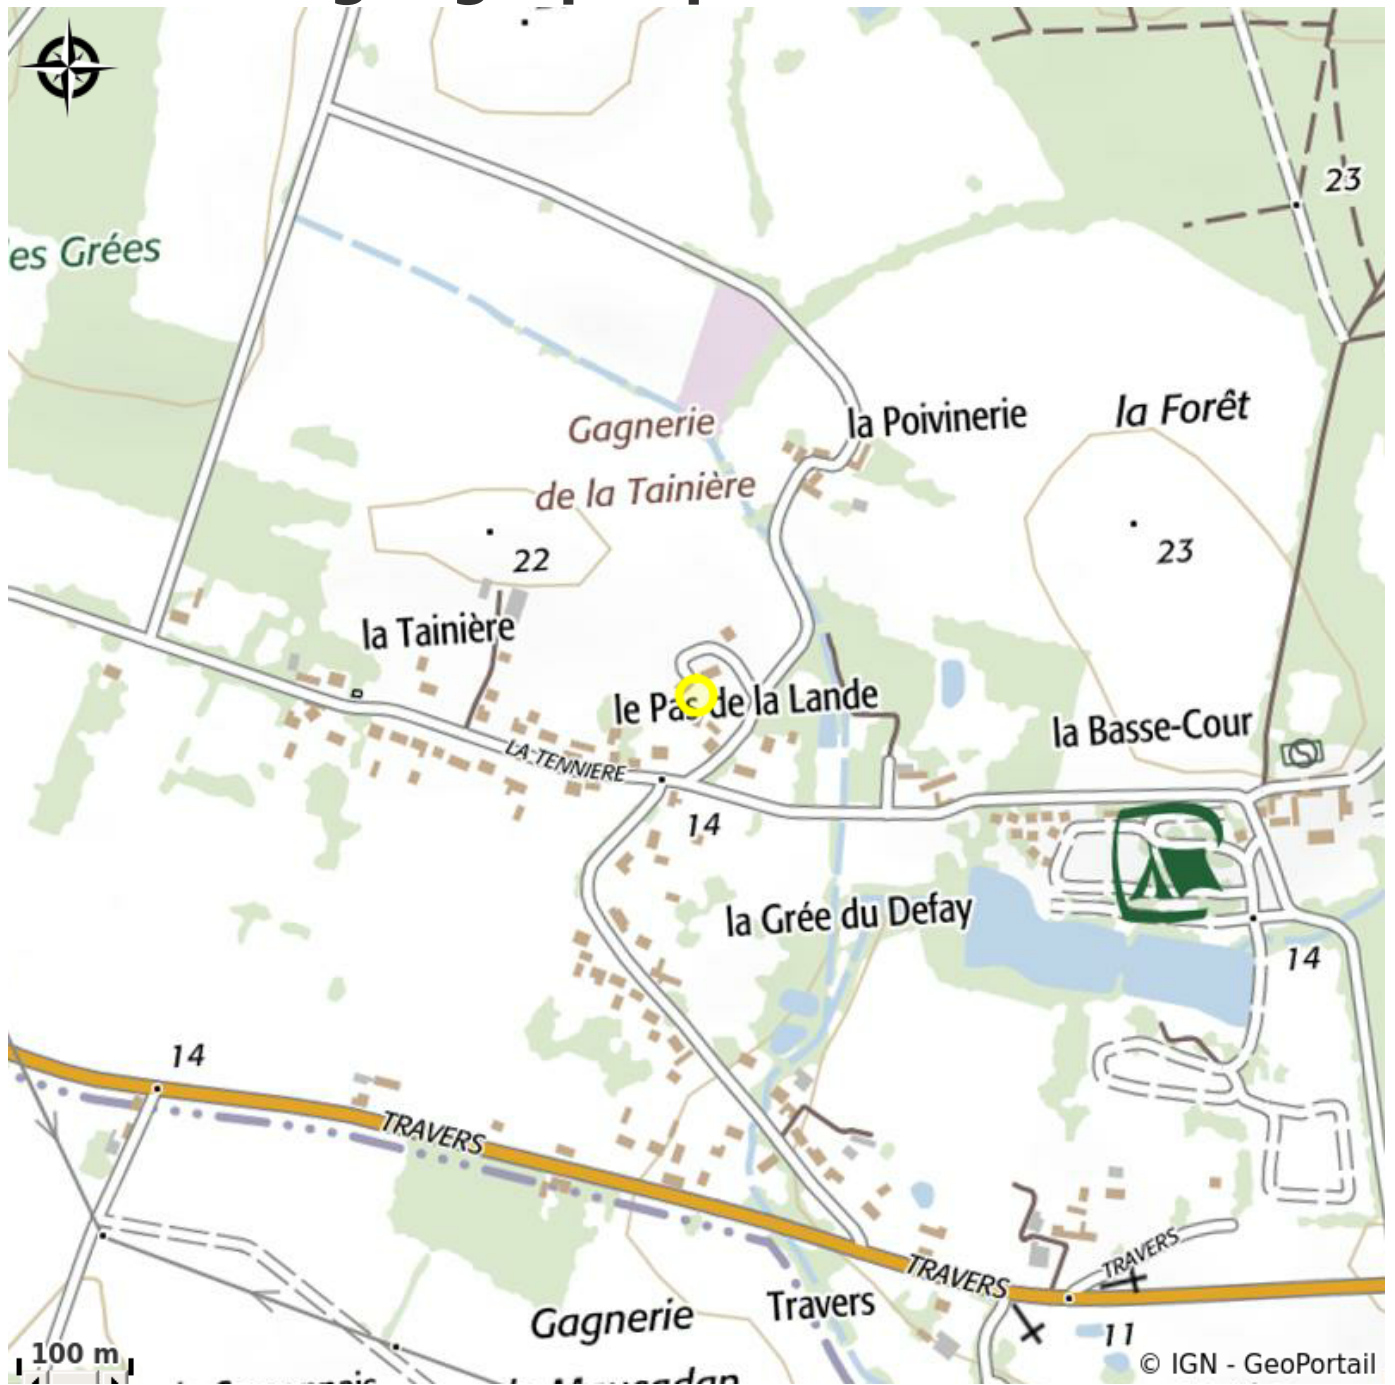 23
es Grées
la Poivinerie
la Forêt
Gagnerie
de la Tainière
22
23
la Tainière
le Pas de la Lande
la Basse-Cour
LA TENNIERE
14
la Grée du Defay
14
14
TRAVERS
TRAVERS
TRAVERS
Travers
Gagnerie
11
100 m
© IGN - GeoPortail